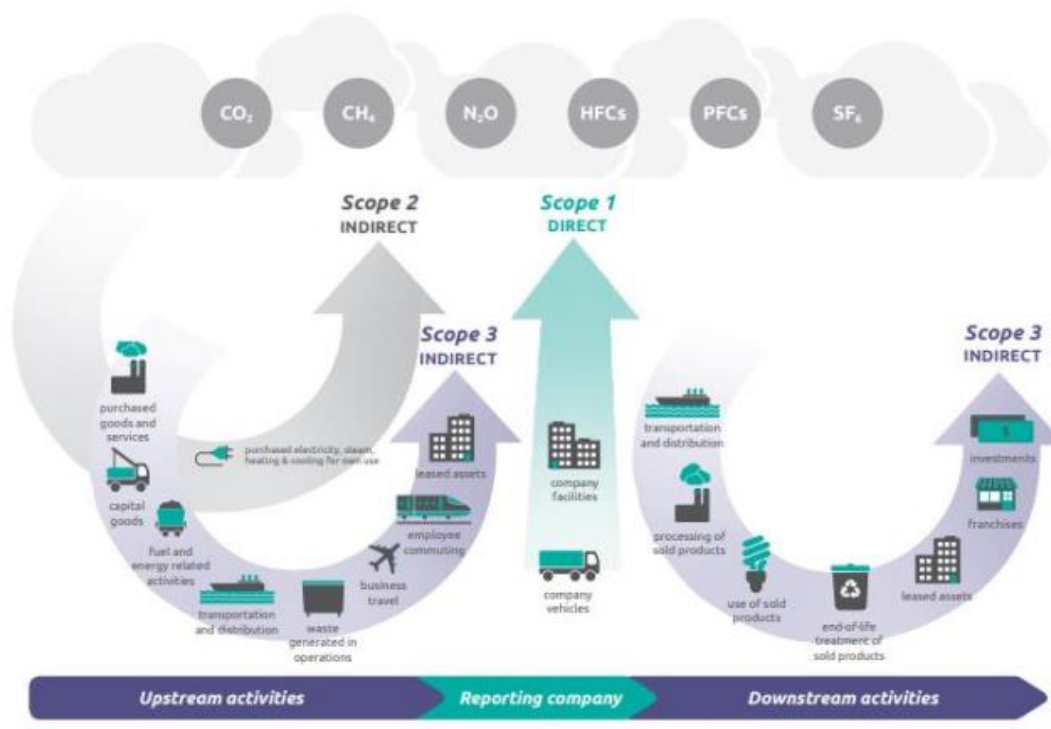 CO₂
CH₄
N₂O
HFCs
PFCs
SF₆
Scope 2
INDIRECT
Scope 1
DIRECT
Scope 3
INDIRECT
Scope 3
INDIRECT
purchased
goods and
services
capital
goods
fuel and
energy related
activities
transportation
and distribution
waste
generated in
operations
business
travel
employee
commuting
leased assets
purchased electricity, steam,
heating & cooling for own use
company
facilities
company
vehicles
transportation
and distribution
processing of
sold products
use of sold
products
end-of-life
treatment of
sold products
leased assets
franchises
investments
$
Upstream activities
Reporting company
Downstream activities